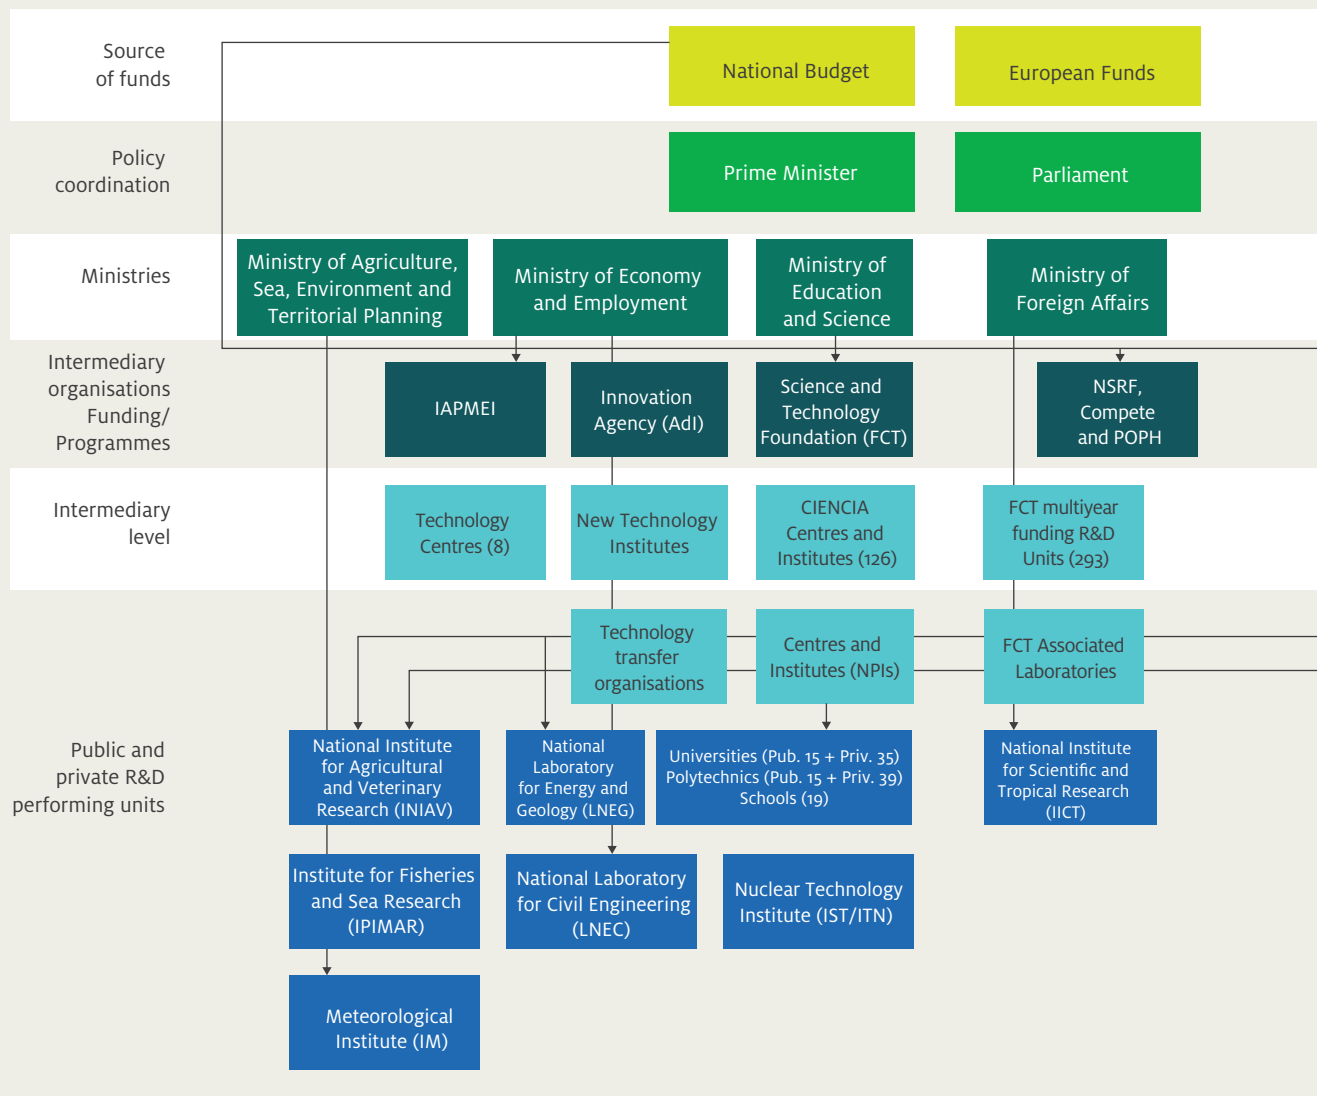 Source
of funds
National Budget
European Funds
Policy
coordination
Prime Minister
Parliament
Ministries
Ministry of Agriculture,
Sea, Environment and
Territorial Planning
Ministry of Economy
and Employment
Ministry of
Education
and Science
Ministry of
Foreign Affairs
Intermediary
organisations
Funding/
Programmes
IAPMEI
Innovation
Agency (AdI)
Science and
Technology
Foundation (FCT)
NSRF,
Compete
and POPH
Intermediary
level
Technology
Centres (8)
New Technology
Institutes
CIENCIA
Centres and
Institutes (126)
FCT multiyear
funding R&D
Units (293)
Technology
transfer
organisations
Centres and
Institutes (NPIs)
FCT Associated
Laboratories
Public and
private R&D
performing units
National Institute
for Agricultural
and Veterinary
Research (INIAV)
National
Laboratory
for Energy and
Geology (LNEG)
Universities (Pub. 15 + Priv. 35)
Polytechnics (Pub. 15 + Priv. 39)
Schools (19)
National Institute
for Scientific and
Tropical Research
(IICT)
Institute for Fisheries
and Sea Research
(IPIMAR)
National Laboratory
for Civil Engineering
(LNEC)
Nuclear Technology
Institute (IST/ITN)
Meteorological
Institute (IM)